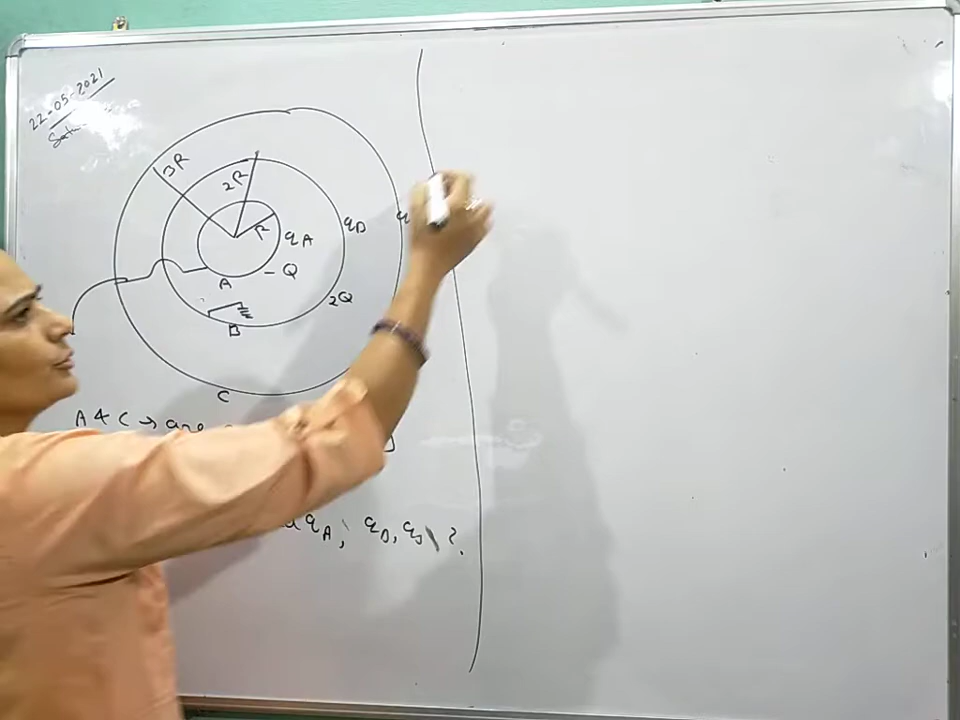 22-05-2021
3R
2R
R
qA
qB
- Q
A
2Q
B
C
A & C → are
qA, qB, qc ?